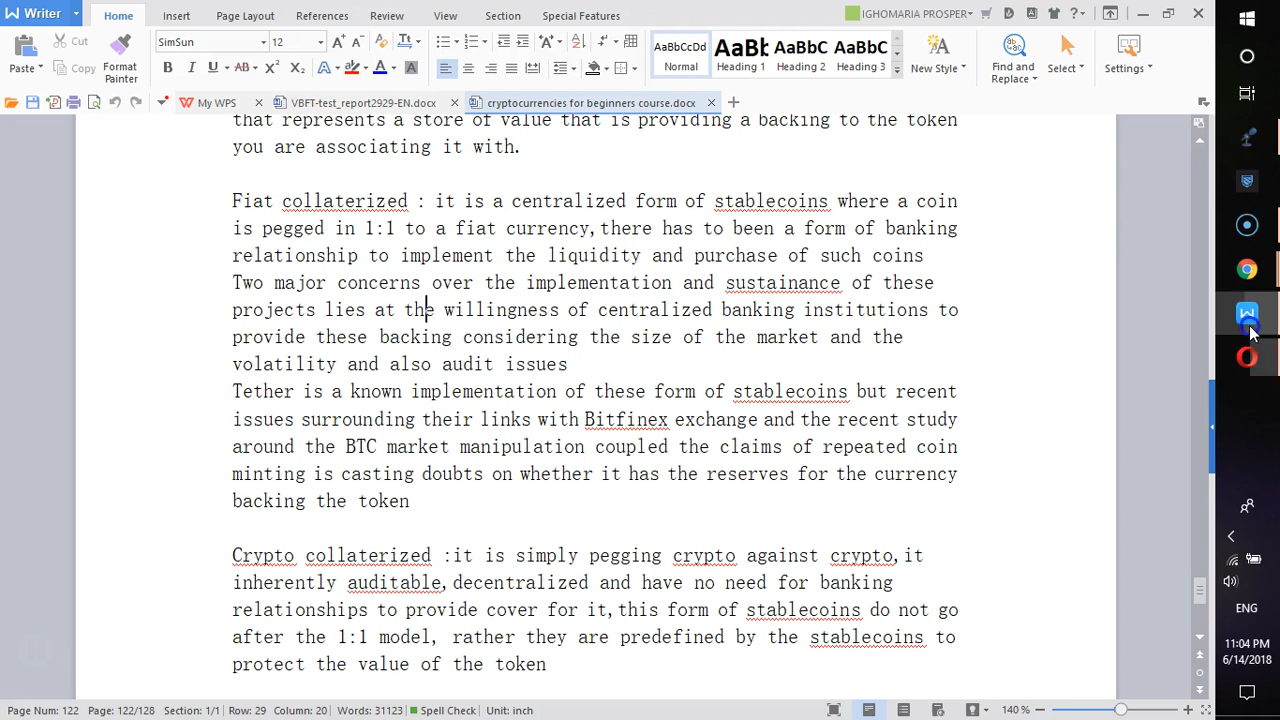 Writer
Home
Insert
Page Layout
References
Review
View
Section
Special Features
IGHOMARIA PROSPER
Paste
Cut
Copy
Format Painter
SimSun
12
AaBbCcDd
Normal
AaBb
Heading 1
AaBbC
Heading 2
AaBbC
Heading 3
New Style
Find and Replace
Select
Settings
My WPS
VBFT-test_report2929-EN.docx
cryptocurrencies for beginners course.docx
that represents a store of value that is providing a backing to the token
you are associating it with.
Fiat collaterized : it is a centralized form of stablecoins where a coin
is pegged in 1:1 to a fiat currency,there has to been a form of banking
relationship to implement the liquidity and purchase of such coins
Two major concerns over the implementation and sustainance of these
projects lies at the willingness of centralized banking institutions to
provide these backing considering the size of the market and the
volatility and also audit issues
Tether is a known implementation of these form of stablecoins but recent
issues surrounding their links with Bitfinex exchange and the recent study
around the BTC market manipulation coupled the claims of repeated coin
minting is casting doubts on whether it has the reserves for the currency
backing the token
Crypto collaterized :it is simply pegging crypto against crypto,it
inherently auditable,decentralized and have no need for banking
relationships to provide cover for it,this form of stablecoins do not go
after the 1:1 model, rather they are predefined by the stablecoins to
protect the value of the token
Page Num: 122
Page: 122/128
Section: 1/1
Row: 29
Column: 20
Words: 31123
Spell Check
Unit: inch
140 %
ENG
11:04 PM
6/14/2018